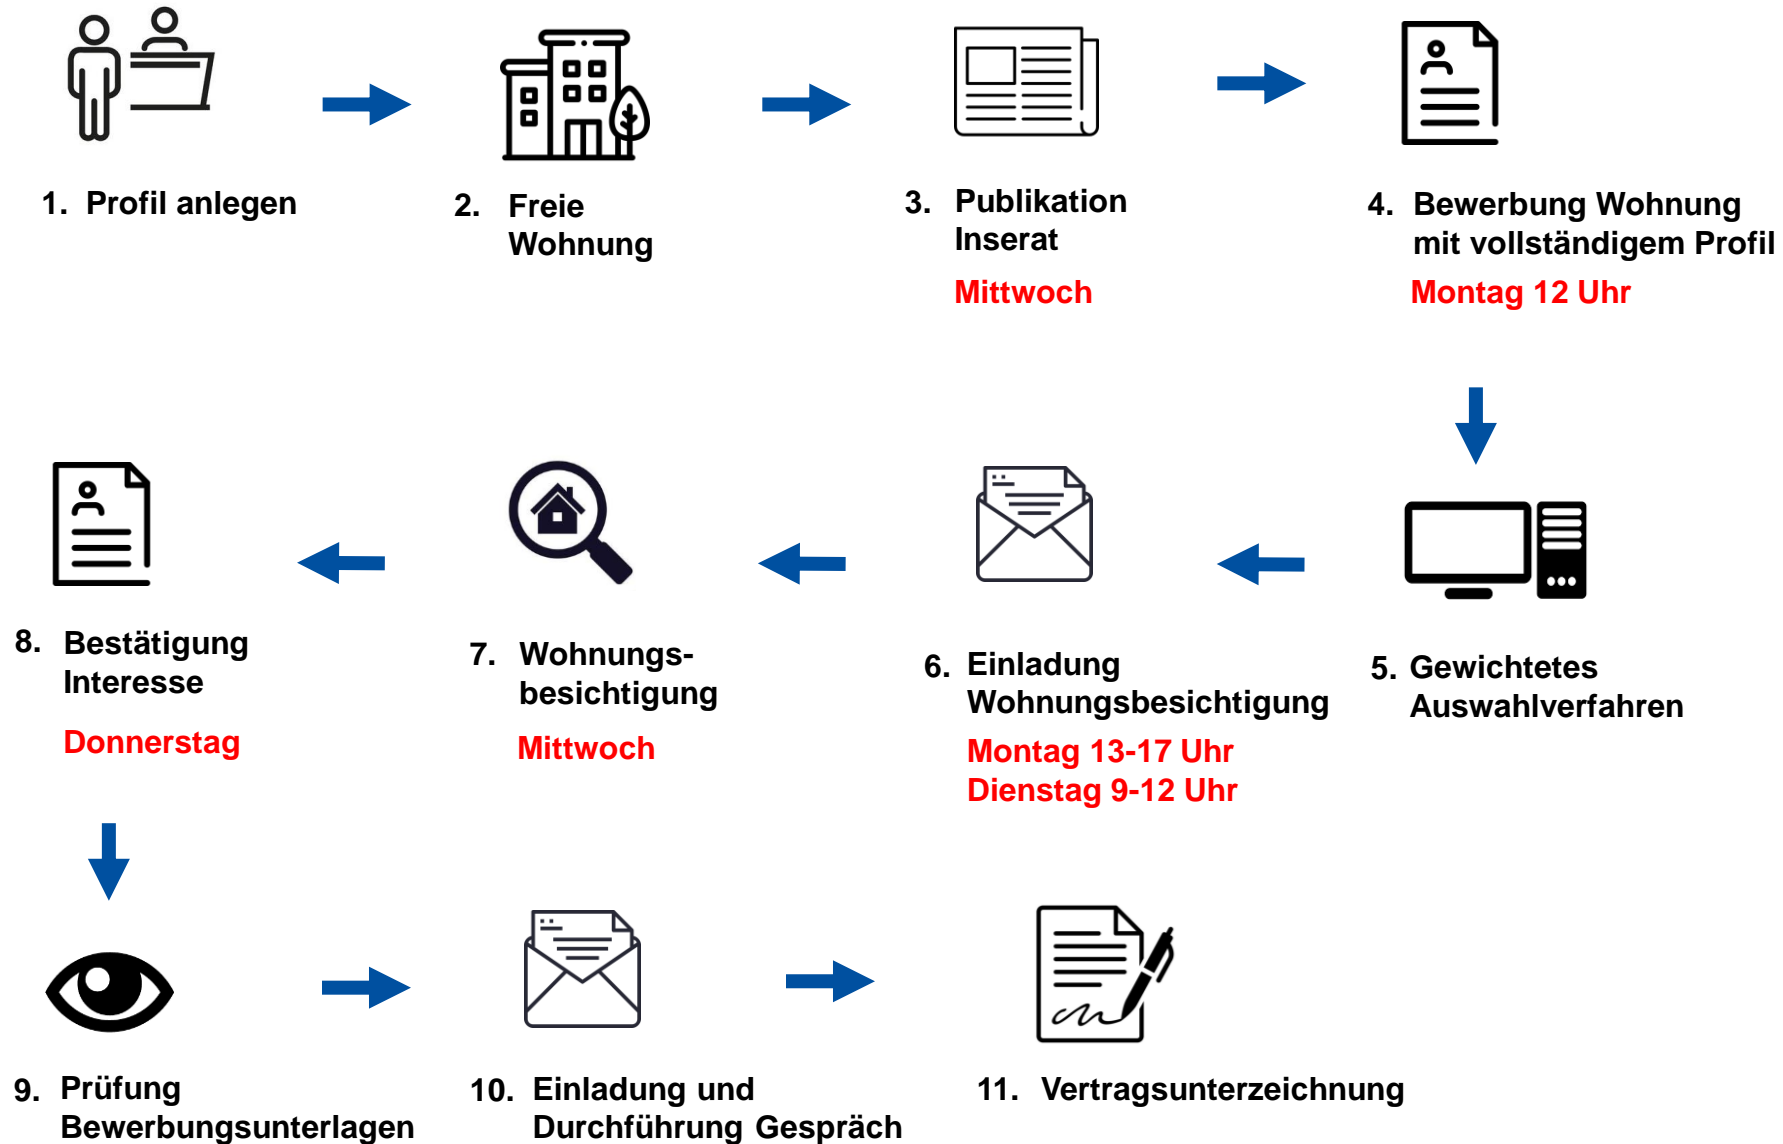 1. Profil anlegen
2. Freie
Wohnung
3. Publikation
Inserat
Mittwoch
4. Bewerbung Wohnung
mit vollständigem Profil
Montag 12 Uhr
8. Bestätigung
Interesse
Donnerstag
7. Wohnungs-
besichtigung
Mittwoch
6. Einladung
Wohnungsbesichtigung
Montag 13-17 Uhr
Dienstag 9-12 Uhr
5. Gewichtetes
Auswahlverfahren
9. Prüfung
Bewerbungsunterlagen
10. Einladung und
Durchführung Gespräch
11. Vertragsunterzeichnung